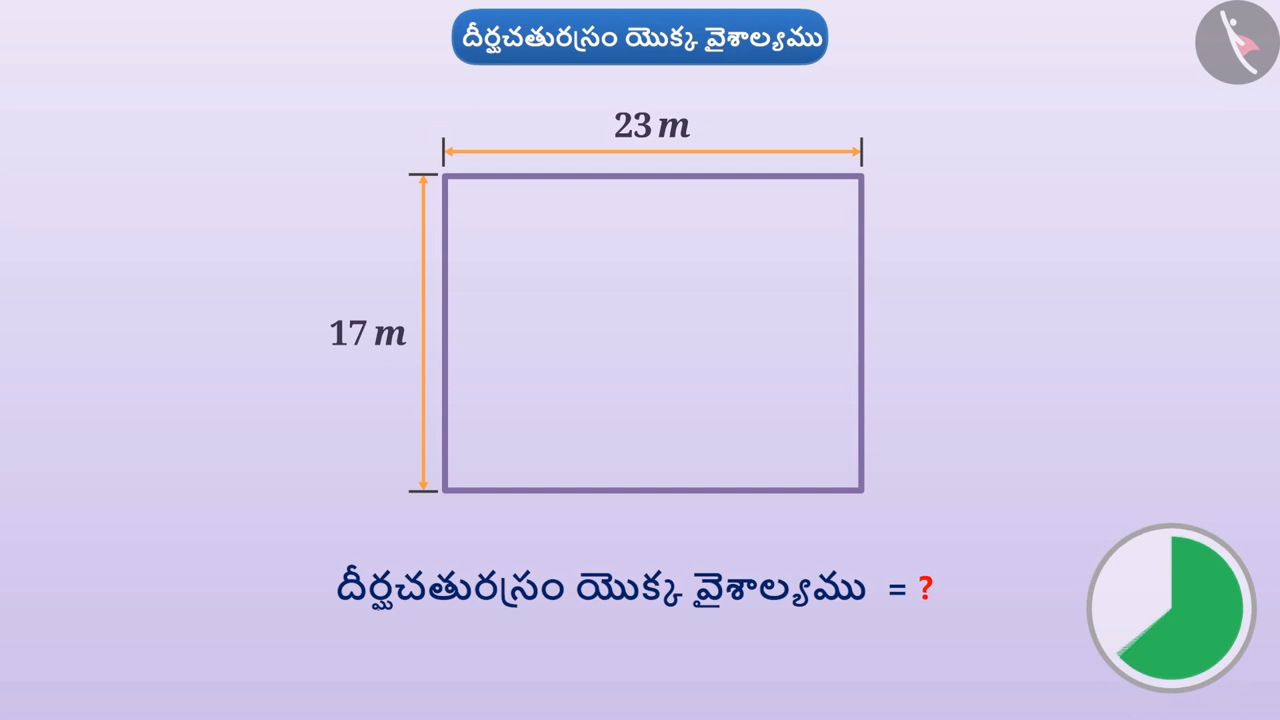 దీర్ఘచతురస్రం యొక్క వైశాల్యము
23 m
17 m
దీర్ఘచతురస్రం యొక్క వైశాల్యము = ?